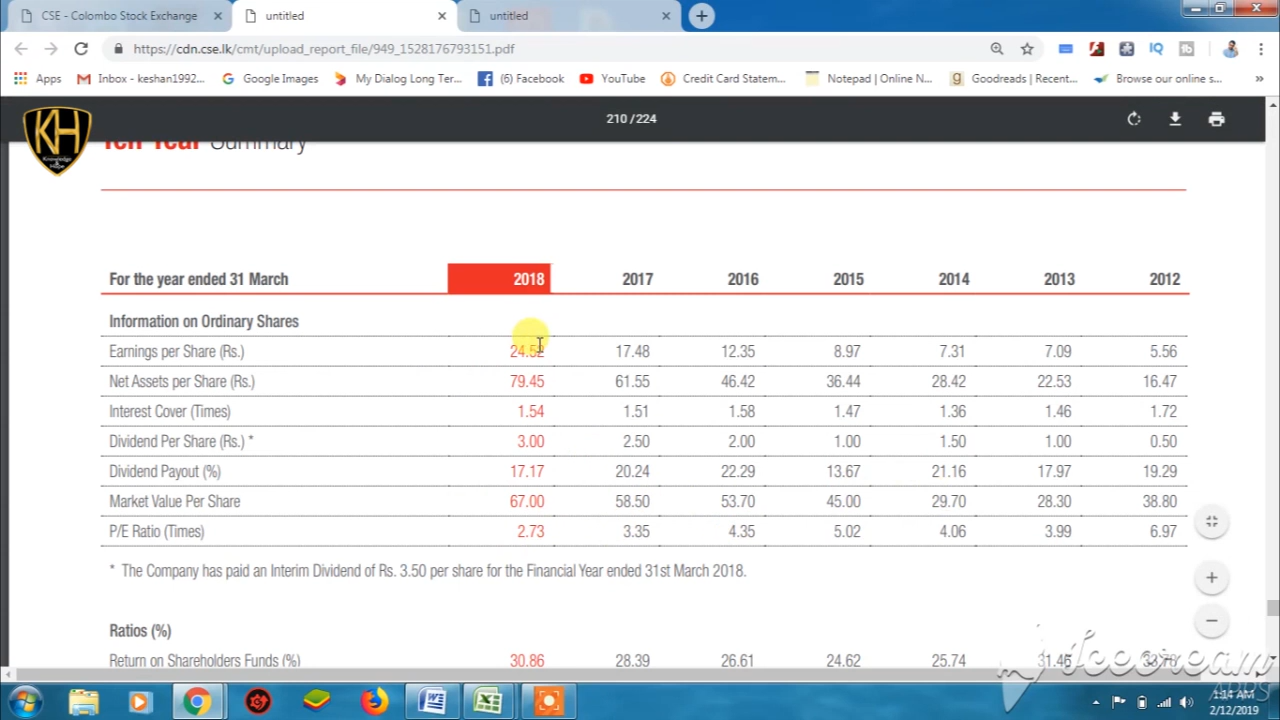 CSE - Colombo Stock Exchange
untitled
untitled
https://cdn.cse.lk/cmt/upload_report_file/949_1528176793151.pdf
IQ
Apps
Inbox - keshan1992...
Google Images
My Dialog Long Ter...
(6) Facebook
YouTube
Credit Card Statem...
Notepad | Online N...
Goodreads | Recent...
Browse our online s...
»
KH
Knowledge
Hope
210 / 224
Ten Year Summary
For the year ended 31 March 2018 2017 2016 2015 2014 2013 2012
Information on Ordinary Shares
Earnings per Share (Rs.) 24.52 17.48 12.35 8.97 7.31 7.09 5.56
Net Assets per Share (Rs.) 79.45 61.55 46.42 36.44 28.42 22.53 16.47
Interest Cover (Times) 1.54 1.51 1.58 1.47 1.36 1.46 1.72
Dividend Per Share (Rs.) * 3.00 2.50 2.00 1.00 1.50 1.00 0.50
Dividend Payout (%) 17.17 20.24 22.29 13.67 21.16 17.97 19.29
Market Value Per Share 67.00 58.50 53.70 45.00 29.70 28.30 38.80
P/E Ratio (Times) 2.73 3.35 4.35 5.02 4.06 3.99 6.97
* The Company has paid an Interim Dividend of Rs. 3.50 per share for the Financial Year ended 31st March 2018.
Ratios (%)
Return on Shareholders Funds (%) 30.86 28.39 26.61 24.62 25.74
Icecream
APPS
1:14 AM
2/12/2019